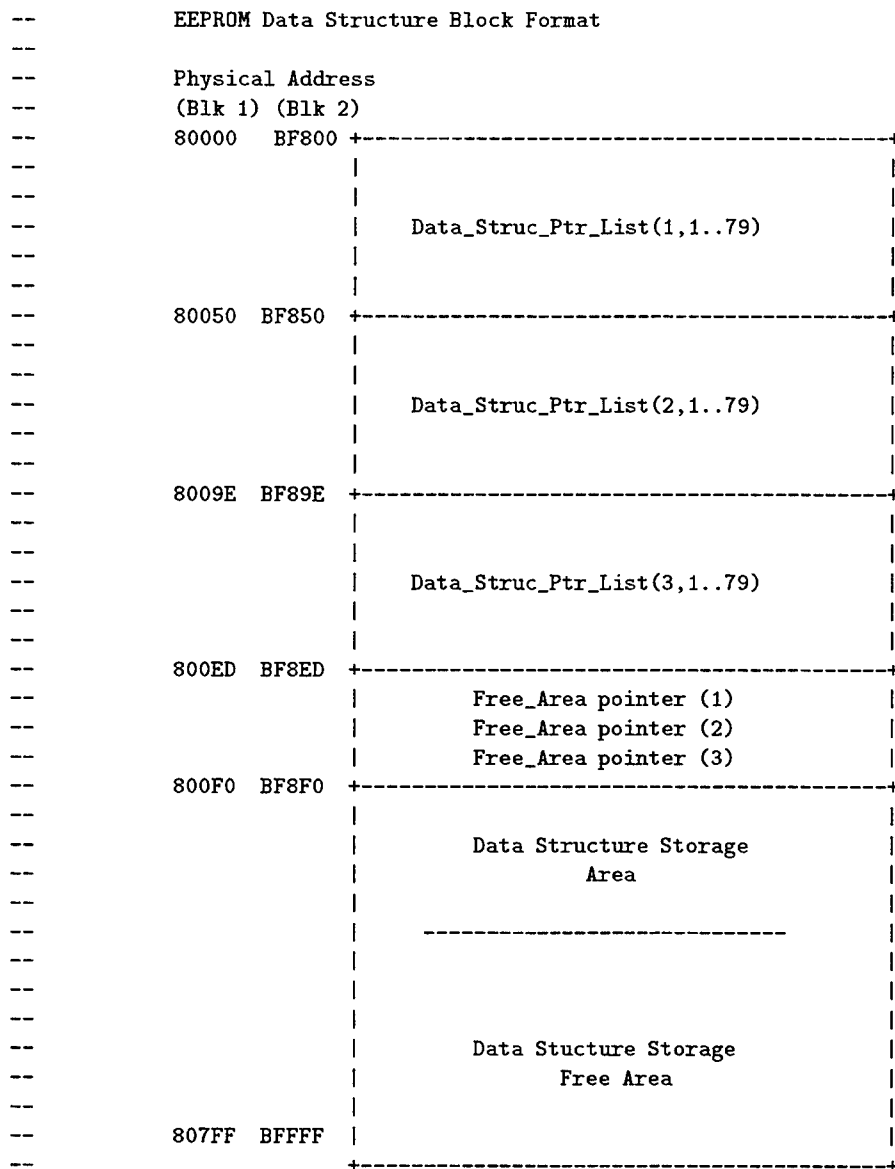 -- EEPROM Data Structure Block Format
--
-- Physical Address
-- (Blk 1) (Blk 2)
-- 80000 BF800 +---------------------------------------------+
-- | |
-- | |
-- | Data_Struc_Ptr_List(1,1..79) |
-- | |
-- | |
-- 80050 BF850 +---------------------------------------------+
-- | |
-- | |
-- | Data_Struc_Ptr_List(2,1..79) |
-- | |
-- | |
-- 8009E BF89E +---------------------------------------------+
-- | |
-- | |
-- | Data_Struc_Ptr_List(3,1..79) |
-- | |
-- | |
-- 800ED BF8ED +---------------------------------------------+
-- | Free_Area pointer (1) |
-- | Free_Area pointer (2) |
-- | Free_Area pointer (3) |
-- 800F0 BF8F0 +---------------------------------------------+
-- | |
-- | Data Structure Storage |
-- | Area |
-- | |
-- | ---------------------------- |
-- | |
-- | |
-- | |
-- | Data Stucture Storage |
-- | Free Area |
-- | |
-- 807FF BFFFF | |
-- +---------------------------------------------+